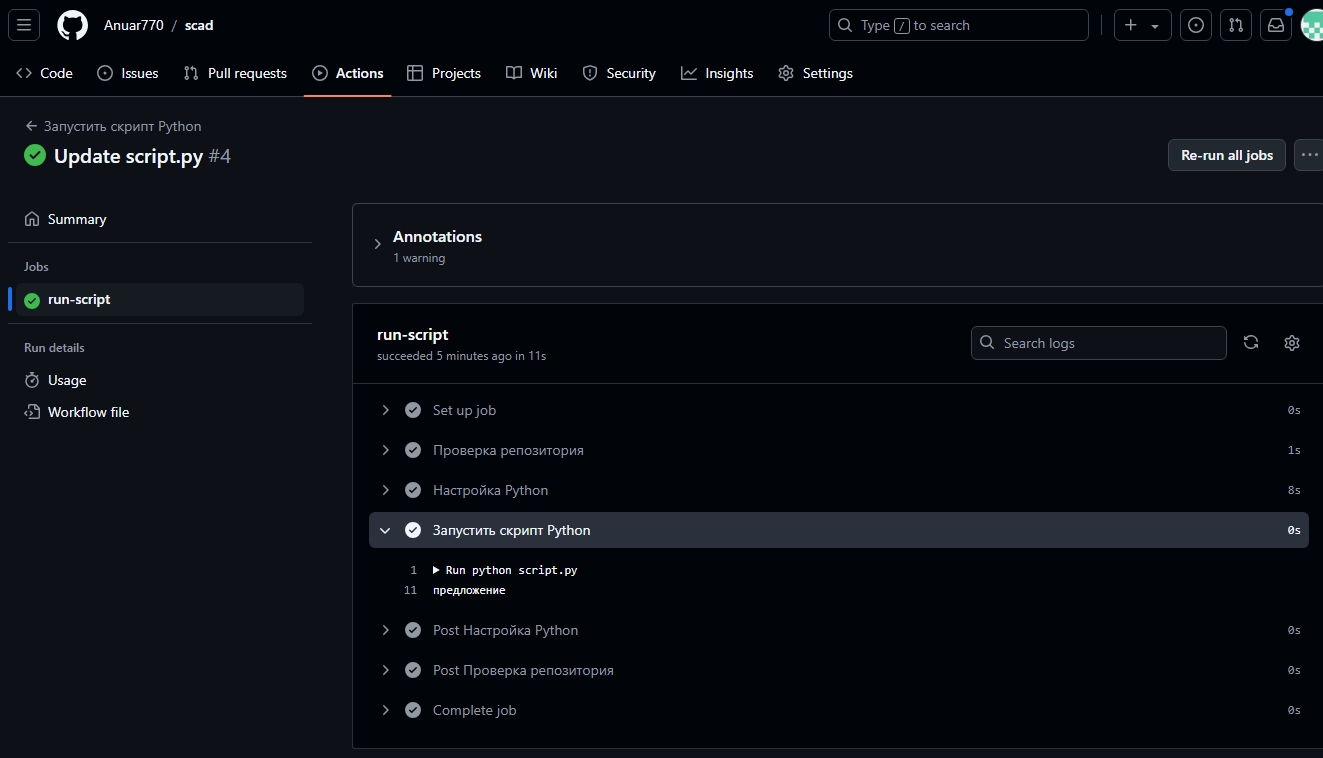 Anuar770 / scad
Type / to search
Code Issues Pull requests Actions Projects Wiki Security Insights Settings
Запустить скрипт Python
Update script.py #4
Re-run all jobs
Summary
Jobs
run-script
Run details
Usage
Workflow file
Annotations
1 warning
run-script
succeeded 5 minutes ago in 11s
Search logs
Set up job 0s
Проверка репозитория 1s
Настройка Python 8s
Запустить скрипт Python 0s
1 Run python script.py
11 предложение
Post Настройка Python 0s
Post Проверка репозитория 0s
Complete job 0s